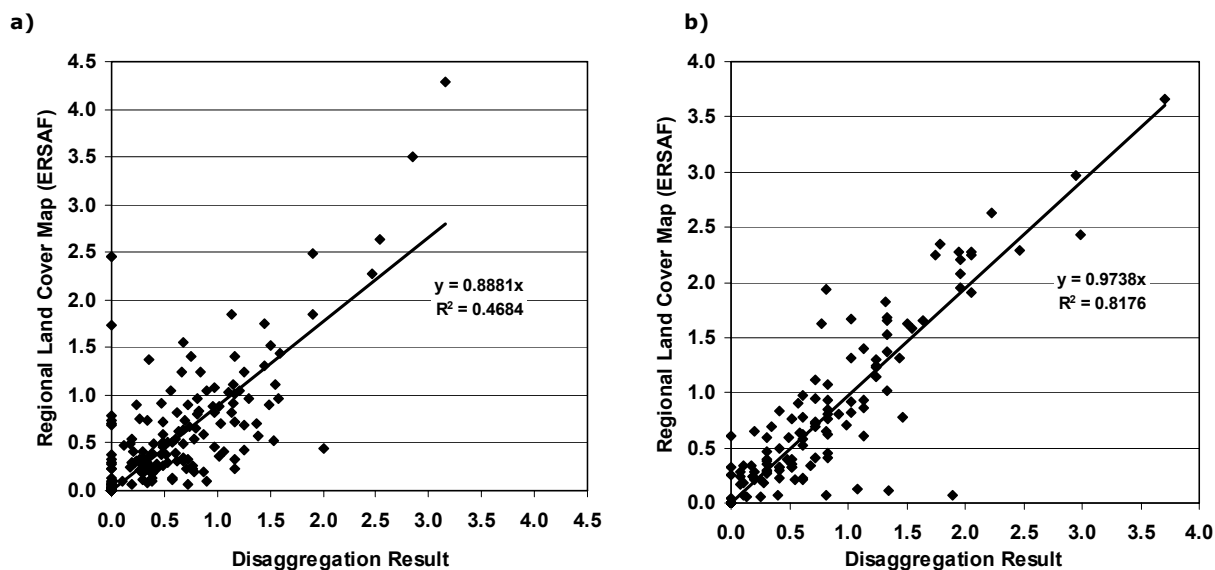 a)
Regional Land Cover Map (ERSAF)
4.5
4.0
3.5
3.0
2.5
2.0
1.5
1.0
0.5
0.0
y = 0.8881x
R² = 0.4684
0.0 0.5 1.0 1.5 2.0 2.5 3.0 3.5 4.0 4.5
Disaggregation Result
b)
Regional Land Cover Map (ERSAF)
4.0
3.5
3.0
2.5
2.0
1.5
1.0
0.5
0.0
y = 0.9738x
R² = 0.8176
0.0 0.5 1.0 1.5 2.0 2.5 3.0 3.5 4.0
Disaggregation Result